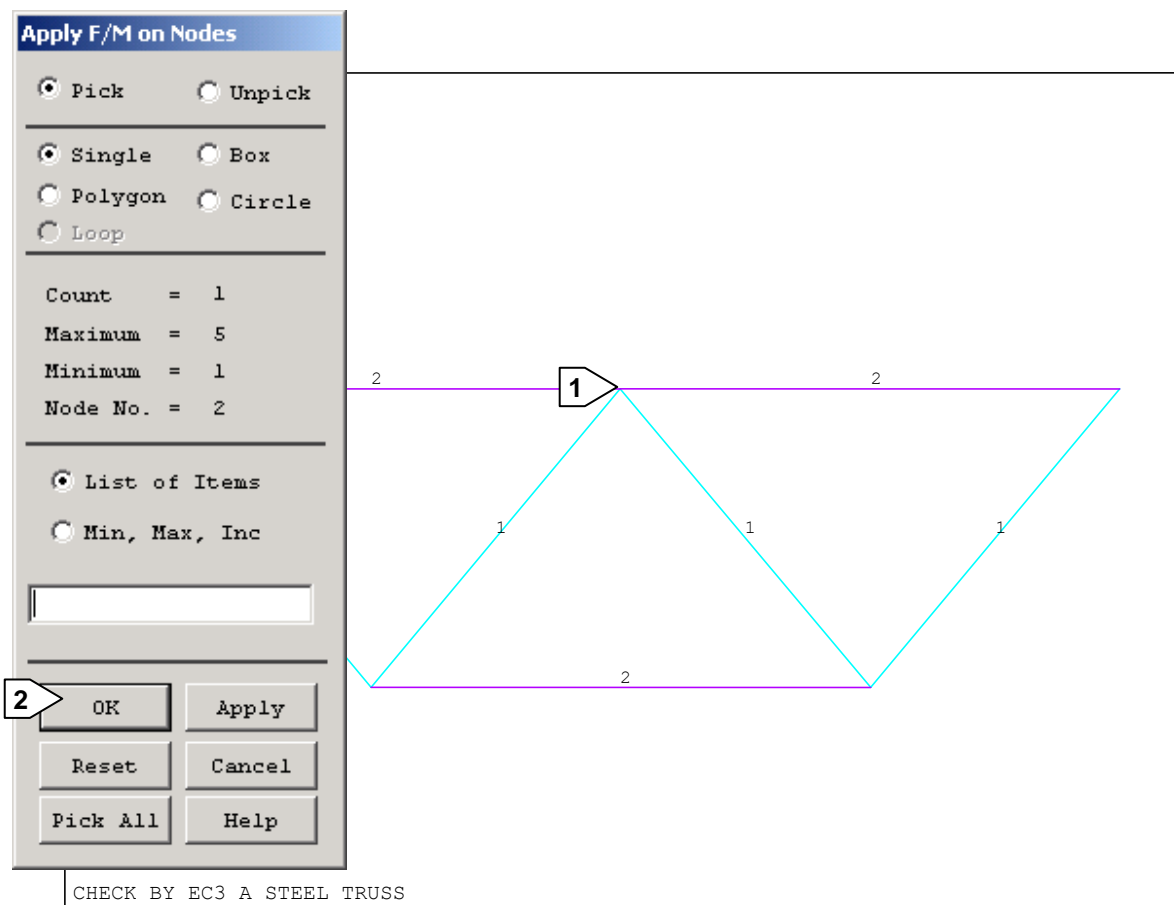 Apply F/M on Nodes
Pick Unpick
Single Box
Polygon Circle
Loop
Count = 1
Maximum = 5
Minimum = 1
Node No. = 2
List of Items
Min, Max, Inc
2 OK Apply
Reset Cancel
Pick All Help
2 1 2
1 1 1
2
CHECK BY EC3 A STEEL TRUSS